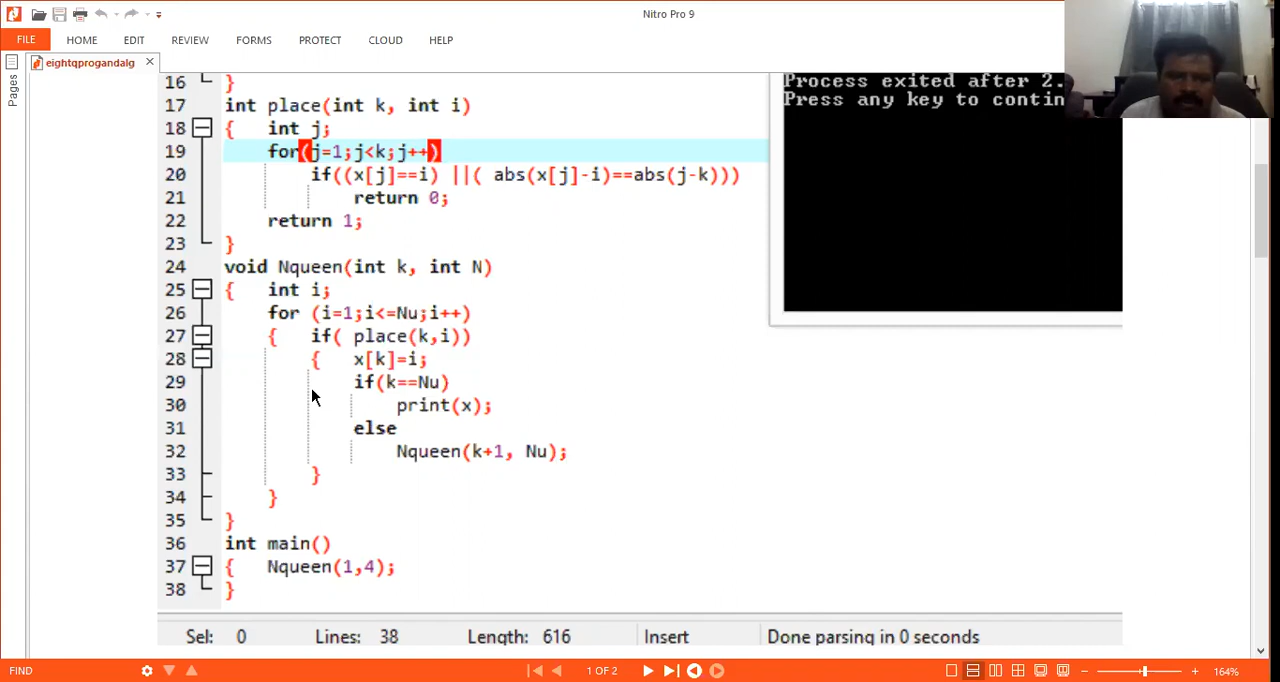 Nitro Pro 9
FILE HOME EDIT REVIEW FORMS PROTECT CLOUD HELP
eightqprogandalg
Pages
16 }
17 int place(int k, int i)
18 { int j;
19 for(j=1;j<k;j++)
20 if((x[j]==i) ||( abs(x[j]-i)==abs(j-k)))
21 return 0;
22 return 1;
23 }
24 void Nqueen(int k, int N)
25 { int i;
26 for (i=1;i<=Nu;i++)
27 { if( place(k,i))
28 { x[k]=i;
29 if(k==Nu)
30 print(x);
31 else
32 Nqueen(k+1, Nu);
33 }
34 }
35 }
36 int main()
37 { Nqueen(1,4);
38 }
Process exited after 2.
Press any key to contin
Sel: 0 Lines: 38 Length: 616 Insert Done parsing in 0 seconds
FIND 1 OF 2 164%